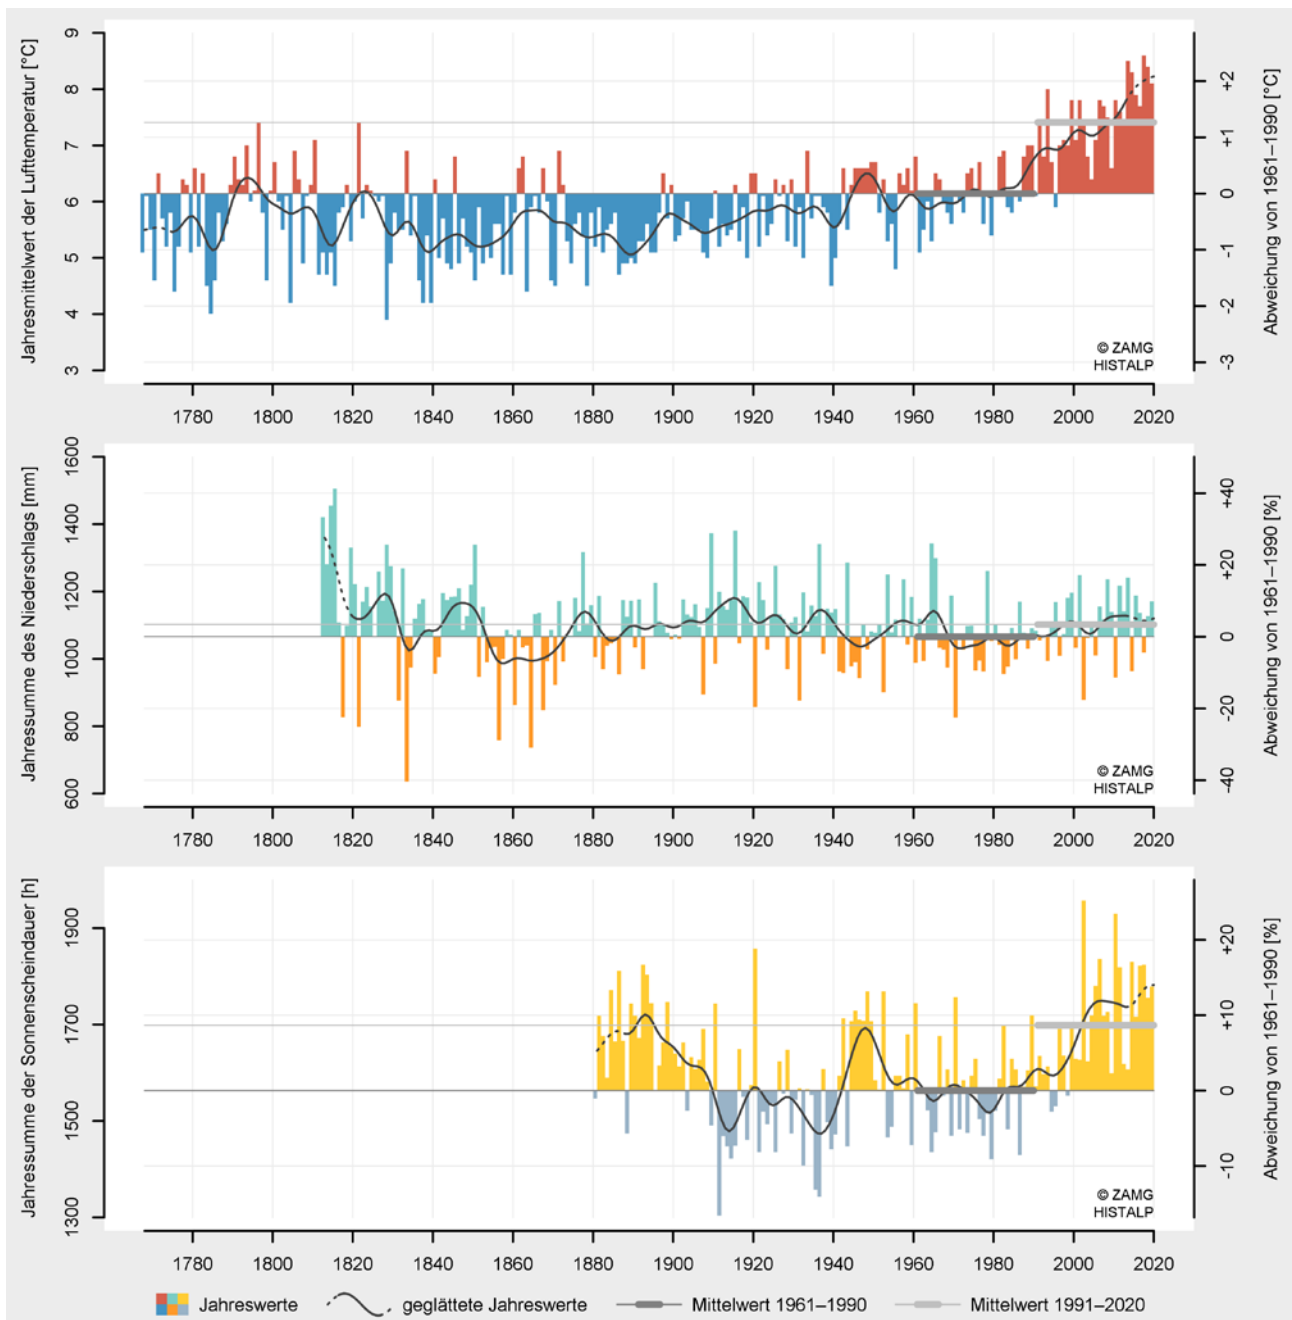 Jahresmittelwert der Lufttemperatur [°C]
9
8
7
6
5
4
3
+2
+1
0
-1
-2
-3
Abweichung von 1961–1990 [°C]
© ZAMG
HISTALP
1780 1800 1820 1840 1860 1880 1900 1920 1940 1960 1980 2000 2020
Jahressumme des Niederschlags [mm]
1600
1400
1200
1000
800
600
+40
+20
0
-20
-40
Abweichung von 1961–1990 [%]
© ZAMG
HISTALP
1780 1800 1820 1840 1860 1880 1900 1920 1940 1960 1980 2000 2020
Jahressumme der Sonnenscheindauer [h]
1900
1700
1500
1300
+20
+10
0
-10
Abweichung von 1961–1990 [%]
© ZAMG
HISTALP
1780 1800 1820 1840 1860 1880 1900 1920 1940 1960 1980 2000 2020
Jahreswerte geglättete Jahreswerte Mittelwert 1961–1990 Mittelwert 1991–2020